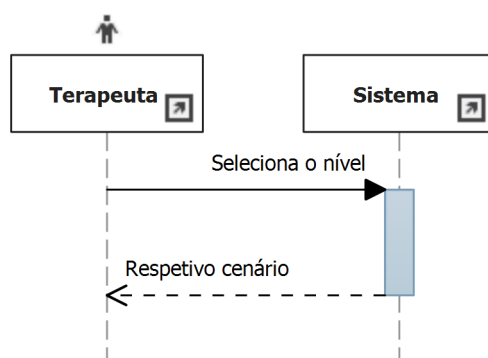 Terapeuta
Sistema
Seleciona o nível
Respetivo cenário